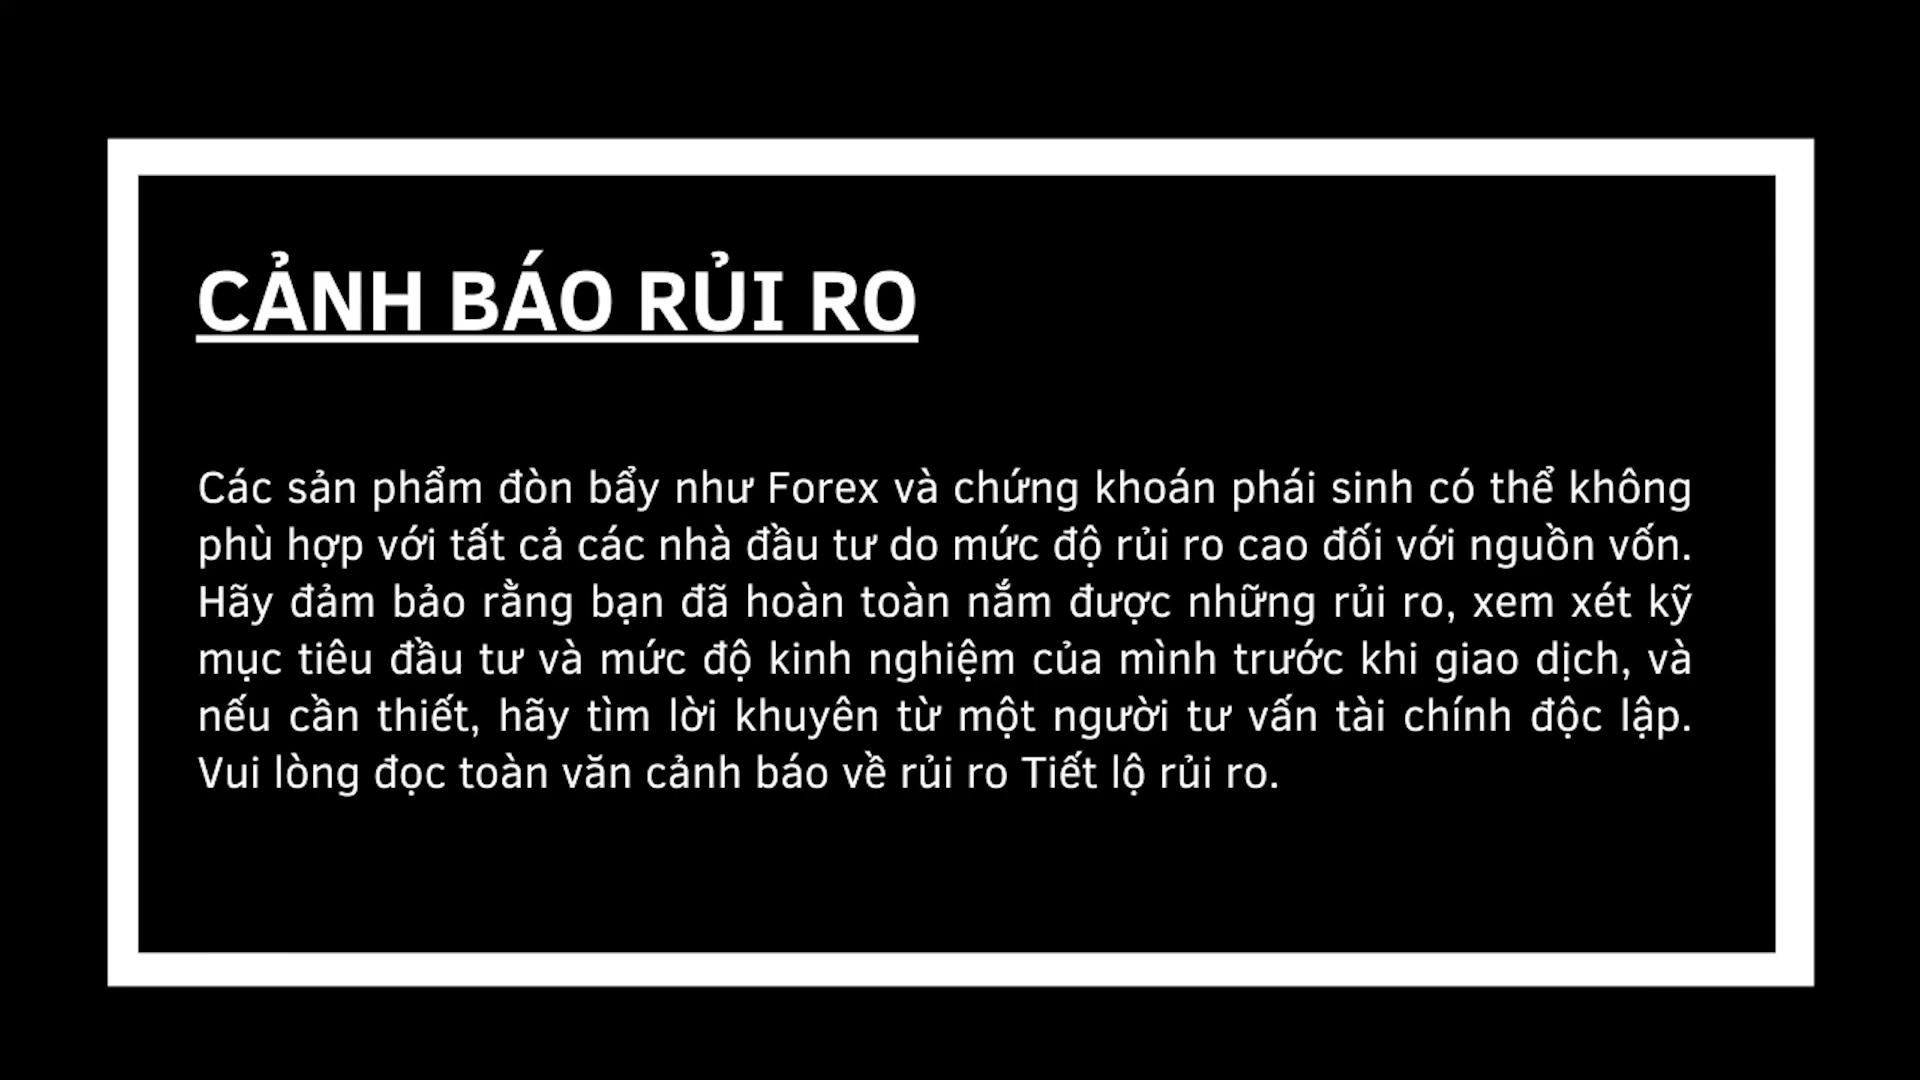 CẢNH BÁO RỦI RO
Các sản phẩm đòn bẩy như Forex và chứng khoán phái sinh có thể không
phù hợp với tất cả các nhà đầu tư do mức độ rủi ro cao đối với nguồn vốn.
Hãy đảm bảo rằng bạn đã hoàn toàn nắm được những rủi ro, xem xét kỹ
mục tiêu đầu tư và mức độ kinh nghiệm của mình trước khi giao dịch, và
nếu cần thiết, hãy tìm lời khuyên từ một người tư vấn tài chính độc lập.
Vui lòng đọc toàn văn cảnh báo về rủi ro Tiết lộ rủi ro.